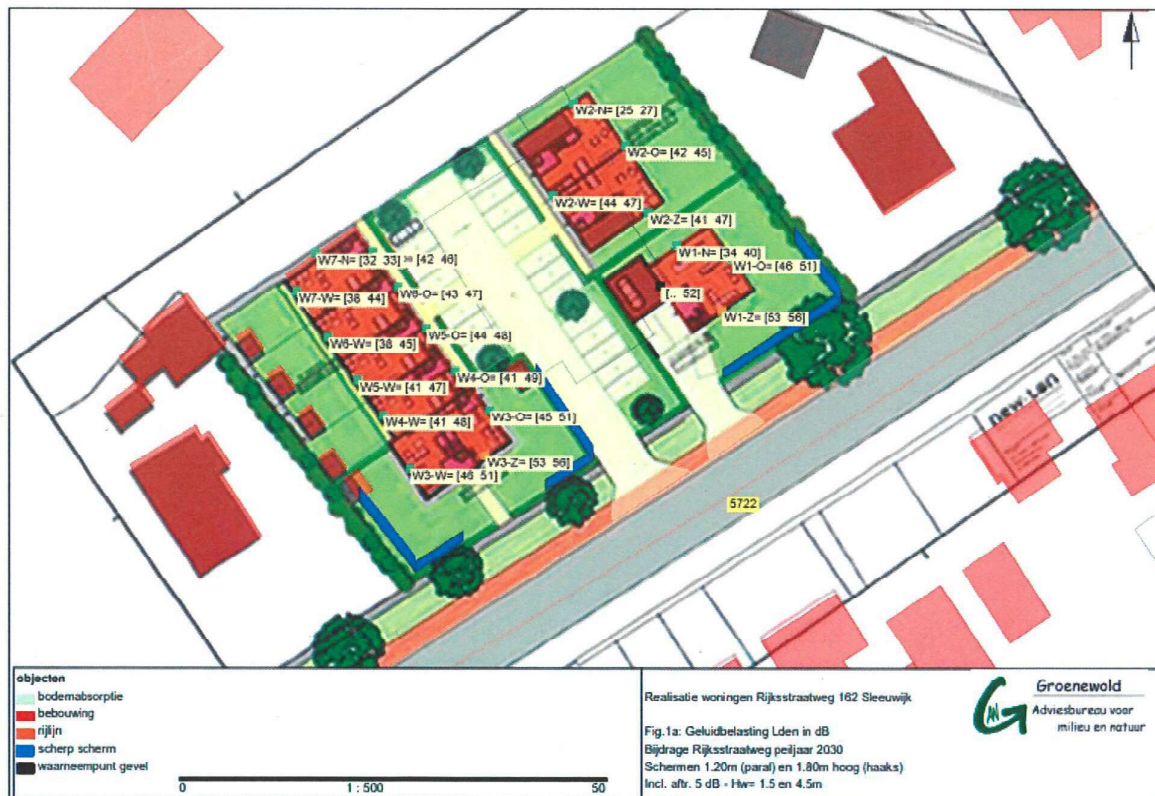 W2-N= [25 27]
W2-O= [42 45]
W2-W= [44 47]
W2-Z= [41 47]
W1-N= [34 40]
W1-O= [46 51]
[.. 52]
W1-Z= [53 56]
W7-N= [32 33]
= [42 46]
W7-W= [38 44]
W6-O= [43 47]
W6-W= [38 45]
W5-O= [44 48]
W5-W= [41 47]
W4-O= [41 49]
W4-W= [41 48]
W3-O= [45 51]
W3-Z= [53 56]
W3-W= [46 51]
new-tan
5722
objecten
bodemabsorptie
bebouwing
rijlijn
scherp scherm
waarneempunt gevel
0 1 : 500 50
Realisatie woningen Rijksstraatweg 162 Sleeuwijk
Fig.1a: Geluidbelasting Lden in dB
Bijdrage Rijksstraatweg peiljaar 2030
Schermen 1.20m (paral) en 1.80m hoog (haaks)
Incl. aftr. 5 dB - Hw= 1.5 en 4.5m
Groenewold
Adviesbureau voor
milieu en natuur